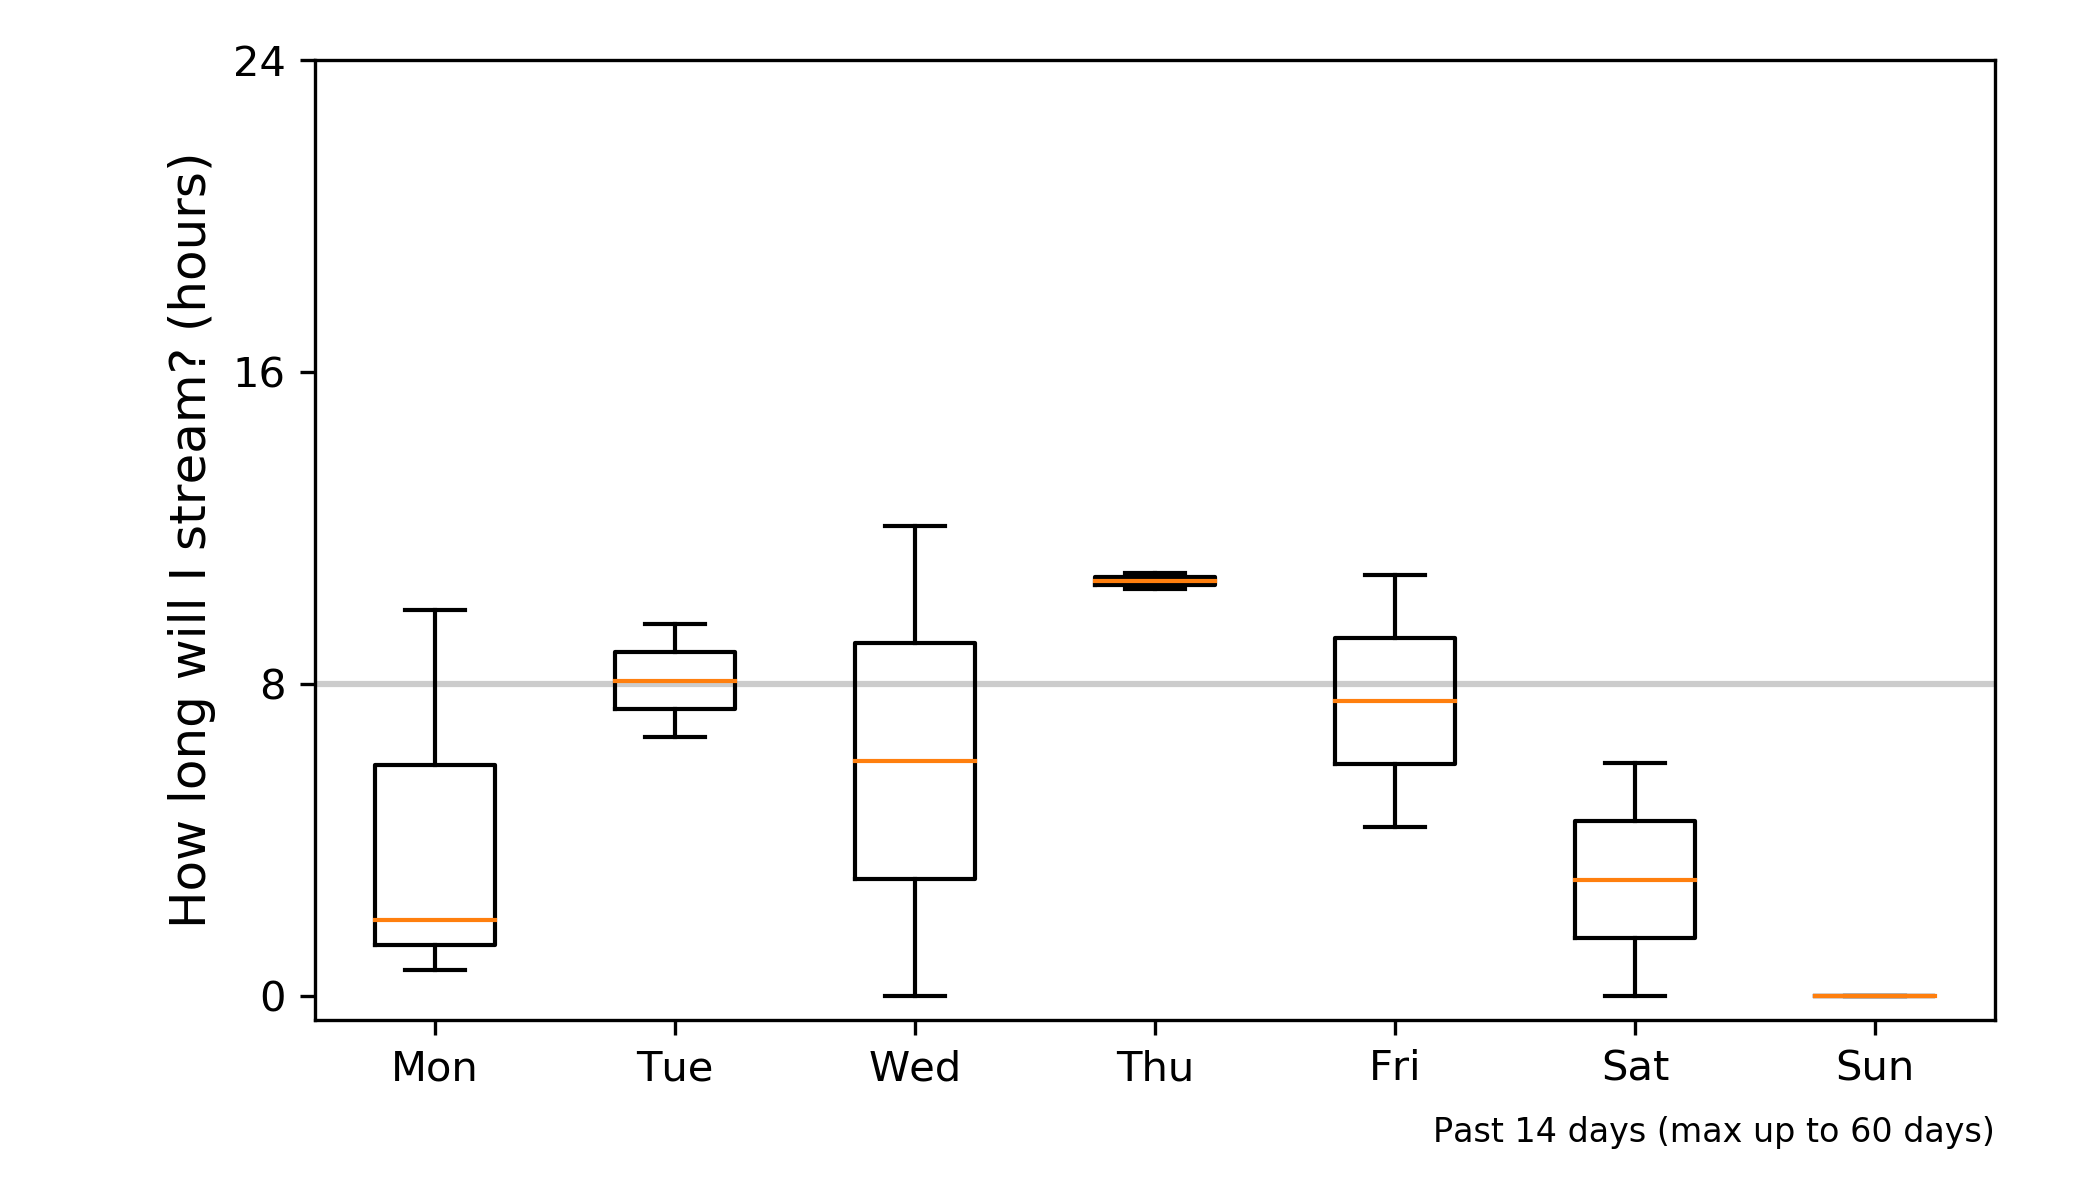 How long will I stream? (hours)
24
16
8
0
Mon Tue Wed Thu Fri Sat Sun
Past 14 days (max up to 60 days)